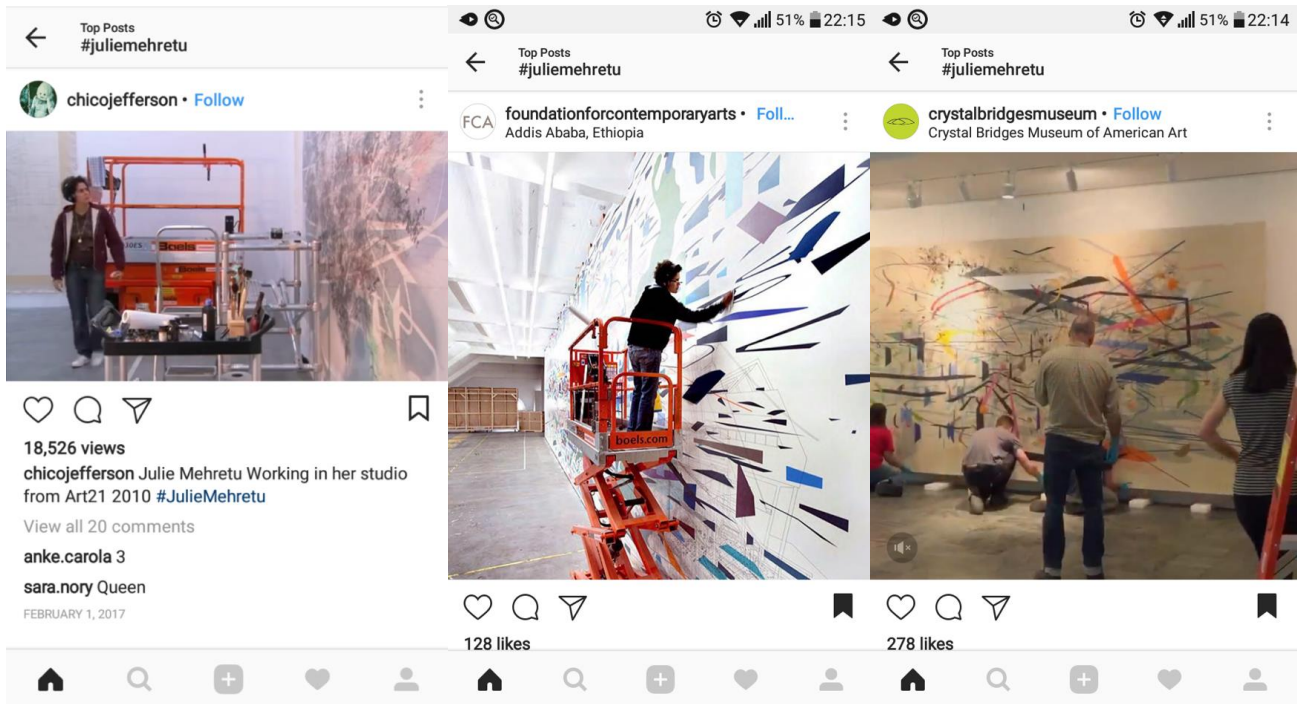 Top Posts
#juliemehretu
chicojefferson • Follow
Boels
Boels
18,526 views
chicojefferson Julie Mehretu Working in her studio
from Art21 2010 #JulieMehretu
View all 20 comments
anke.carola 3
sara.nory Queen
FEBRUARY 1, 2017
51% 22:15
Top Posts
#juliemehretu
FCA
foundationforcontemporaryarts • Foll...
Addis Ababa, Ethiopia
boels.com
128 likes
51% 22:14
Top Posts
#juliemehretu
crystalbridgesmuseum • Follow
Crystal Bridges Museum of American Art
278 likes